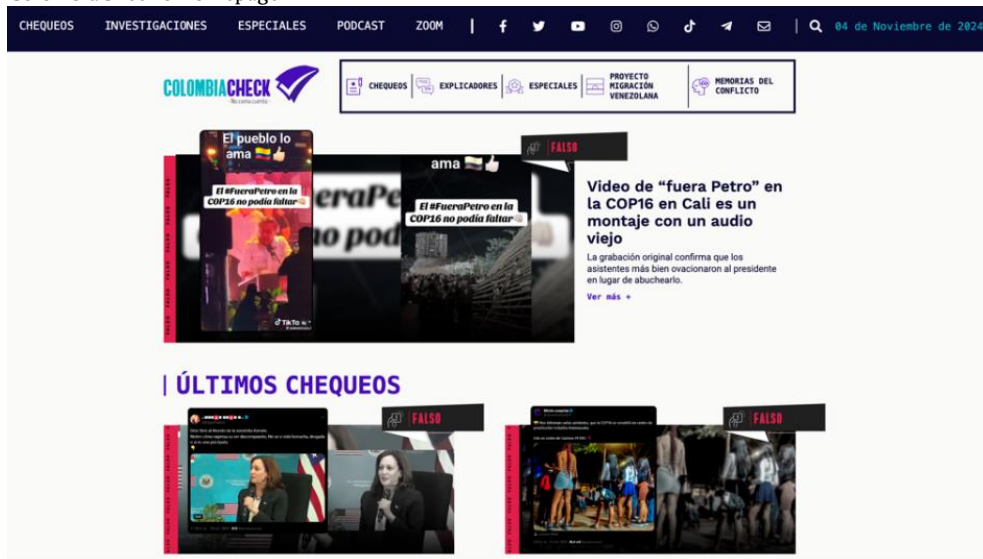 CHEQUEOS INVESTIGACIONES ESPECIALES PODCAST ZOOM 04 de Noviembre de 2024
COLOMBIACHECK
CHEQUEOS EXPLICADORES ESPECIALES PROYECTO MIGRACIÓN VENEZOLANA MEMORIAS DEL CONFLICTO
El pueblo lo
ama
FALSO
ama
El #FueraPetro en la
COP16 no podía faltar
eraPe
El #FueraPetro en la
COP16 no podía faltar
no pod
Video de “fuera Petro” en
la COP16 en Cali es un
montaje con un audio
viejo
La grabación original confirma que los
asistentes más bien ovacionaron al presidente
en lugar de abuchearlo.
Ver más +
TikTo
ÚLTIMOS CHEQUEOS
FALSO
FALSO